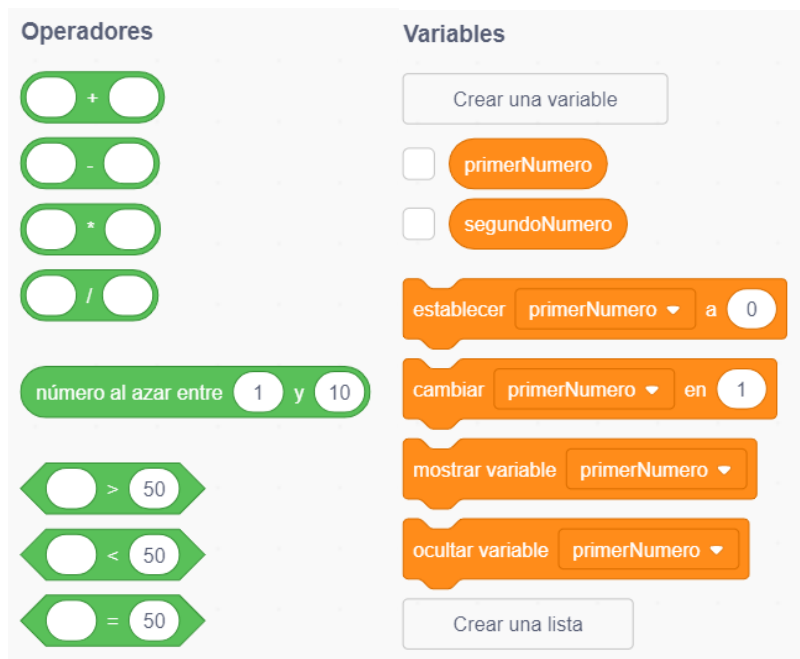 Operadores
+
-
*
/
número al azar entre 1 y 10
> 50
< 50
= 50
Variables
Crear una variable
primerNumero
segundoNumero
establecer primerNumero a 0
cambiar primerNumero en 1
mostrar variable primerNumero
ocultar variable primerNumero
Crear una lista